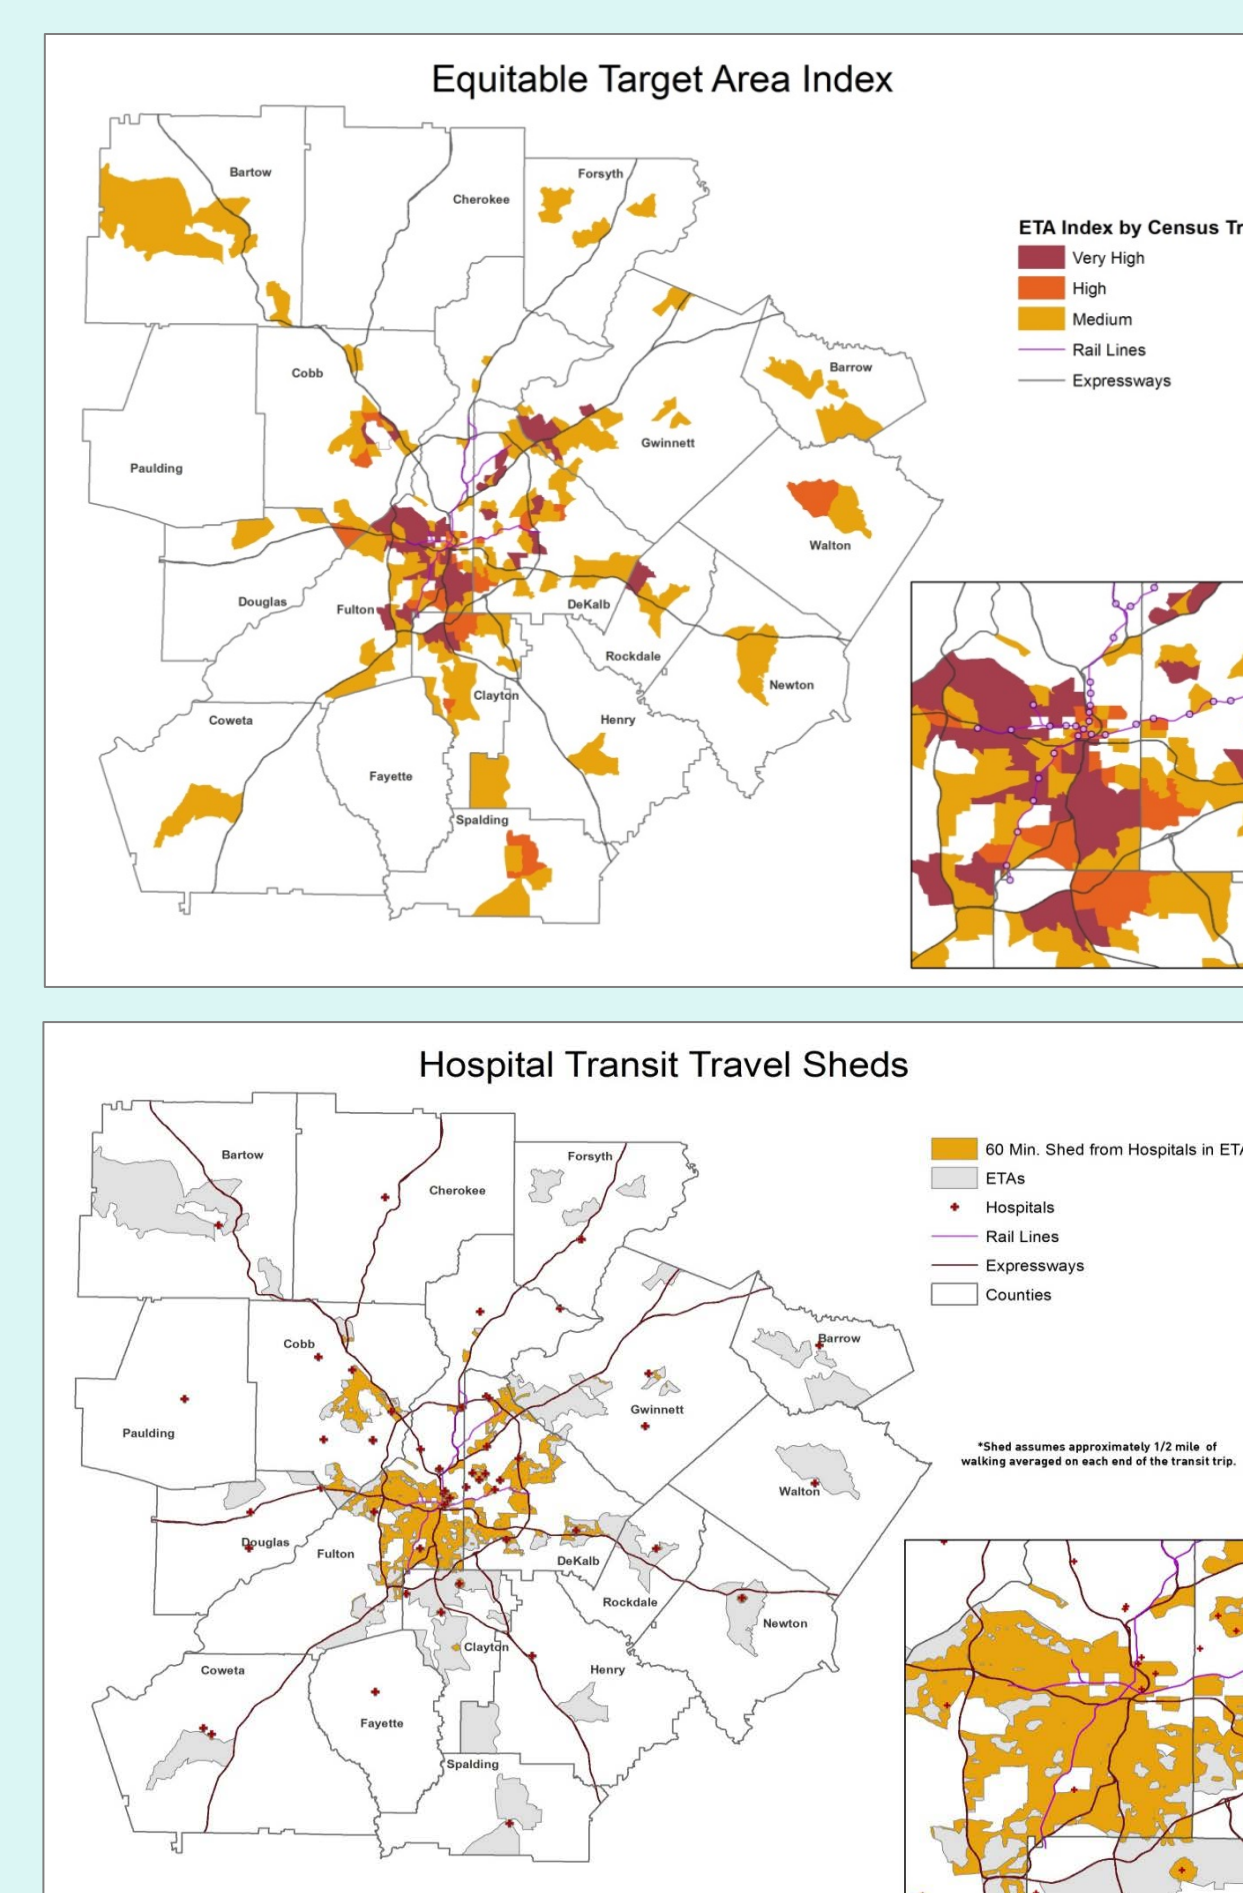 Equitable Target Area Index
Bartow
Cherokee
Forsyth
ETA Index by Census Tr
Very High
High
Medium
Rail Lines
Expressways
Cobb
Barrow
Gwinnett
Paulding
Walton
Douglas
Fulton
DeKalb
Rockdale
Newton
Clayton
Coweta
Henry
Fayette
Spalding
Hospital Transit Travel Sheds
Bartow
Cherokee
Forsyth
60 Min. Shed from Hospitals in ETA
ETAs
Hospitals
Rail Lines
Expressways
Counties
Cobb
Barrow
Gwinnett
Paulding
*Shed assumes approximately 1/2 mile of
walking averaged on each end of the transit trip.
Walton
Douglas
Fulton
DeKalb
Rockdale
Newton
Clayton
Coweta
Henry
Fayette
Spalding